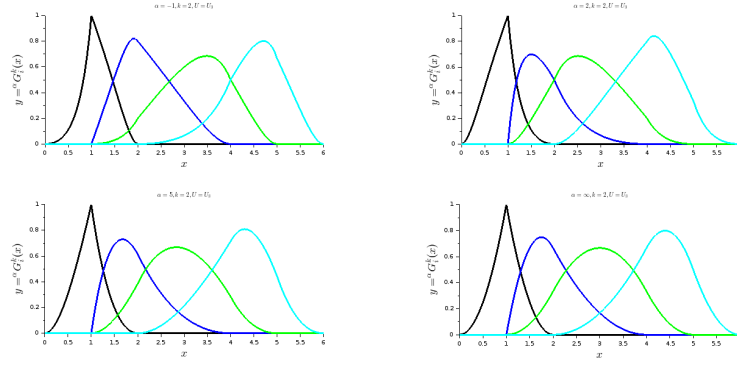 α = −1, k = 2, U = U₃
1
0.8
0.6
0.4
0.2
0
0 0.5 1 1.5 2 2.5 3 3.5 4 4.5 5 5.5 6
x
y = ᵅGᵢᵏ(x)
α = 2, k = 2, U = U₃
1
0.8
0.6
0.4
0.2
0
0 0.5 1 1.5 2 2.5 3 3.5 4 4.5 5 5.5
x
y = ᵅGᵢᵏ(x)
α = 5, k = 2, U = U₃
1
0.8
0.6
0.4
0.2
0
0 0.5 1 1.5 2 2.5 3 3.5 4 4.5 5 5.5 6
x
y = ᵅGᵢᵏ(x)
α = ∞, k = 2, U = U₃
1
0.8
0.6
0.4
0.2
0
0 0.5 1 1.5 2 2.5 3 3.5 4 4.5 5 5.5
x
y = ᵅGᵢᵏ(x)